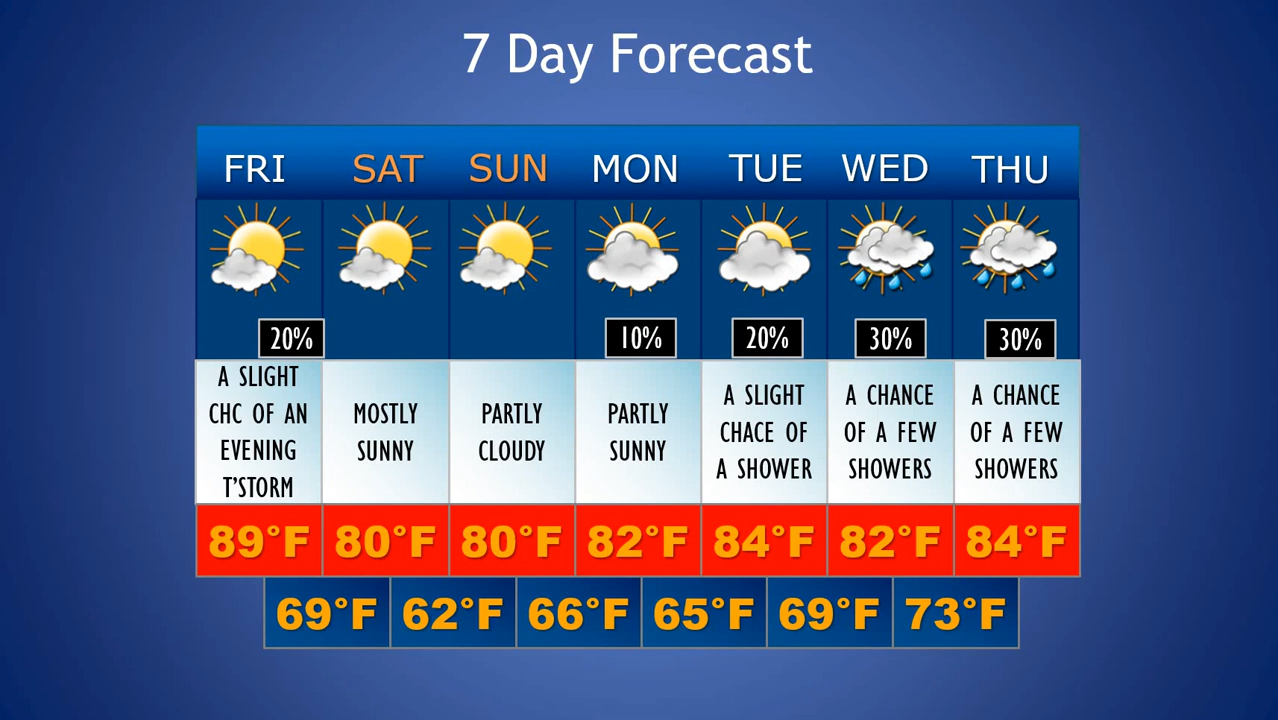 7 Day Forecast
FRI SAT SUN MON TUE WED THU
20% 10% 20% 30% 30%
A SLIGHT
CHC OF AN
EVENING
T'STORM
MOSTLY
SUNNY
PARTLY
CLOUDY
PARTLY
SUNNY
A SLIGHT
CHACE OF
A SHOWER
A CHANCE
OF A FEW
SHOWERS
A CHANCE
OF A FEW
SHOWERS
89°F 80°F 80°F 82°F 84°F 82°F 84°F
69°F 62°F 66°F 65°F 69°F 73°F